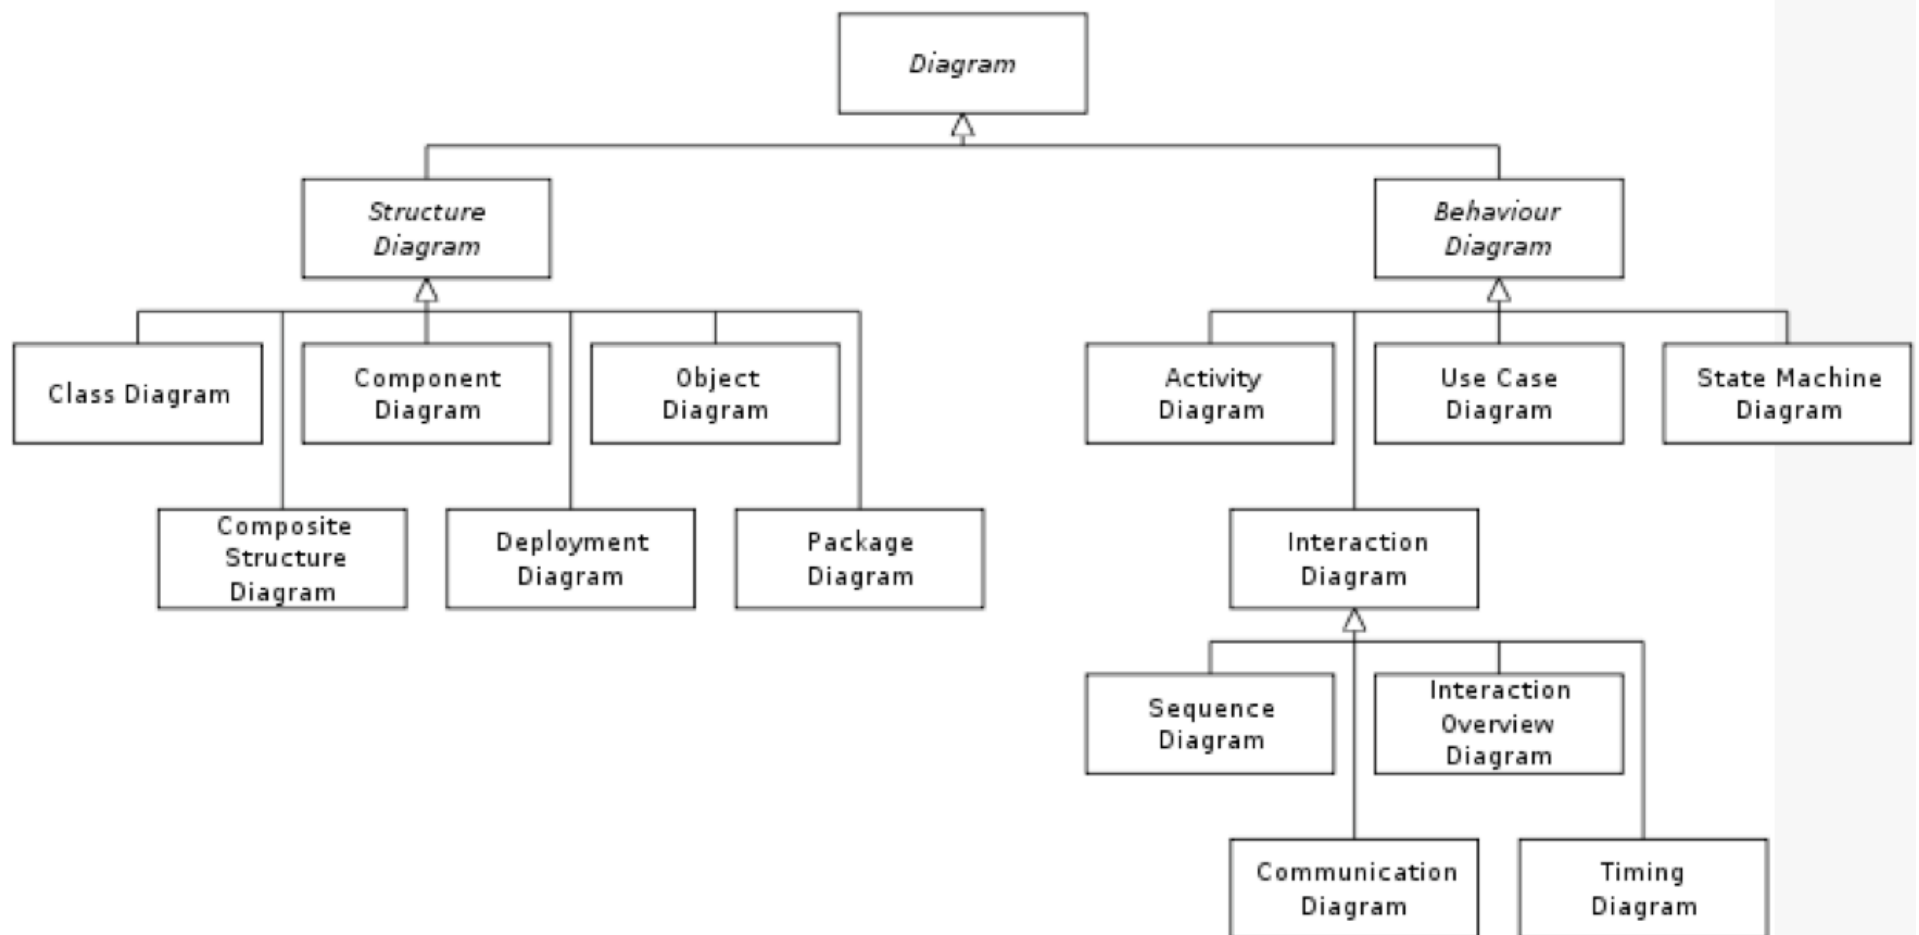 Diagram
Structure
Diagram
Behaviour
Diagram
Class Diagram
Component
Diagram
Object
Diagram
Activity
Diagram
Use Case
Diagram
State Machine
Diagram
Composite
Structure
Diagram
Deployment
Diagram
Package
Diagram
Interaction
Diagram
Sequence
Diagram
Interaction
Overview
Diagram
Communication
Diagram
Timing
Diagram